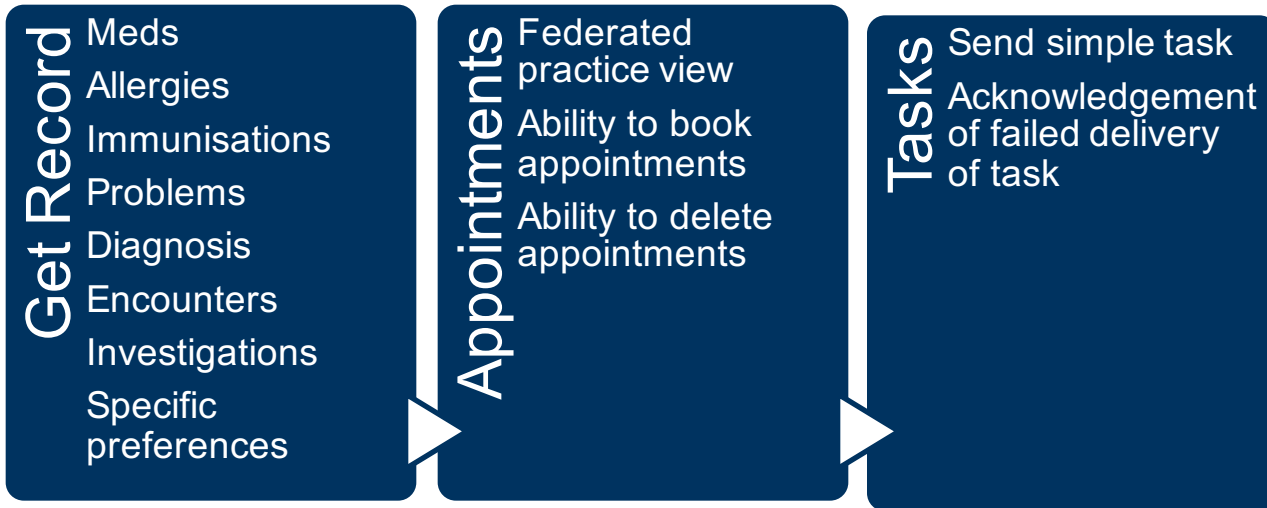 Get Record
Meds
Allergies
Immunisations
Problems
Diagnosis
Encounters
Investigations
Specific
preferences
Appointments
Federated
practice view
Ability to book
appointments
Ability to delete
appointments
Tasks
Send simple task
Acknowledgement
of failed delivery
of task